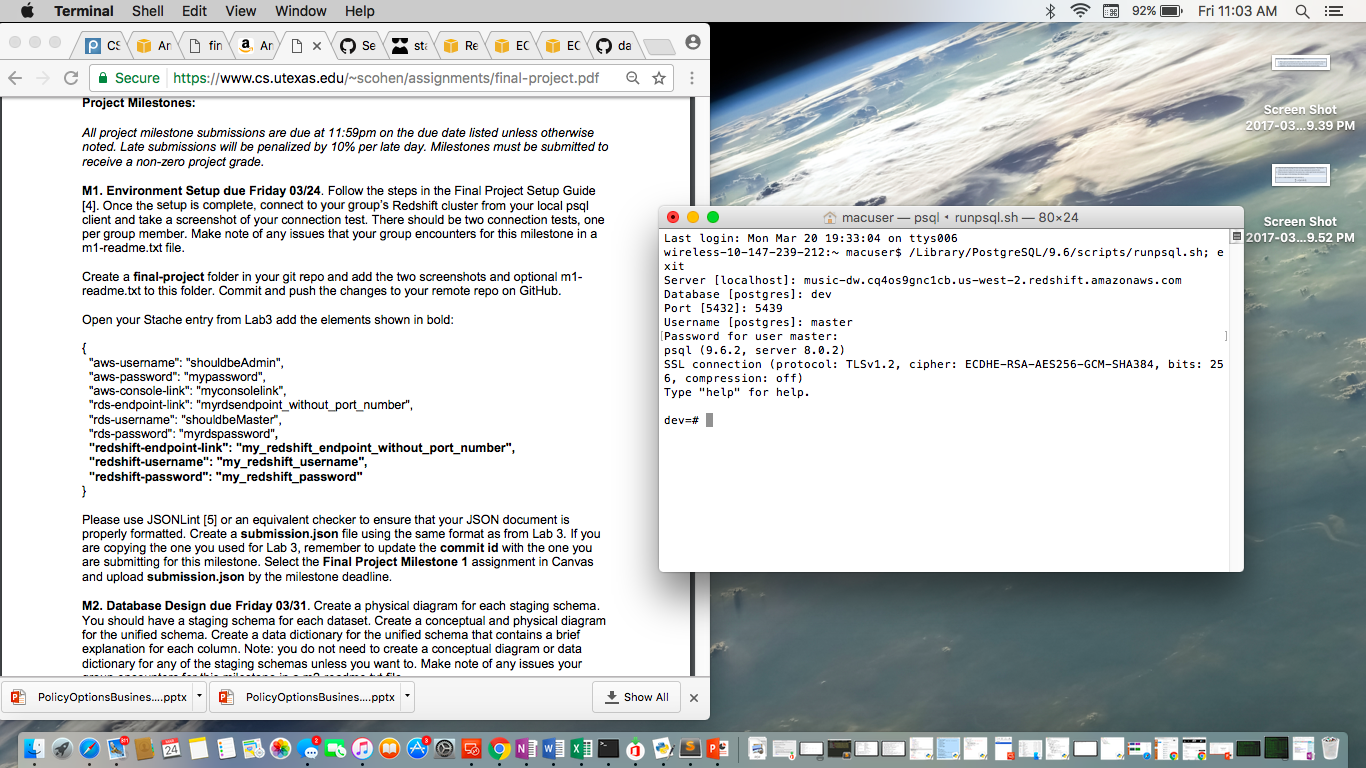 Terminal Shell Edit View Window Help 92% Fri 11:03 AM
CS An fin An Se sta Re EC EC da
Secure https://www.cs.utexas.edu/~scohen/assignments/final-project.pdf
Project Milestones:
All project milestone submissions are due at 11:59pm on the due date listed unless otherwise
noted. Late submissions will be penalized by 10% per late day. Milestones must be submitted to
receive a non-zero project grade.
M1. Environment Setup due Friday 03/24. Follow the steps in the Final Project Setup Guide
[4]. Once the setup is complete, connect to your group's Redshift cluster from your local psql
client and take a screenshot of your connection test. There should be two connection tests, one
per group member. Make note of any issues that your group encounters for this milestone in a
m1-readme.txt file.
Create a final-project folder in your git repo and add the two screenshots and optional m1-
readme.txt to this folder. Commit and push the changes to your remote repo on GitHub.
Open your Stache entry from Lab3 add the elements shown in bold:
{
"aws-username": "shouldbeAdmin",
"aws-password": "mypassword",
"aws-console-link": "myconsolelink",
"rds-endpoint-link": "myrdsendpoint_without_port_number",
"rds-username": "shouldbeMaster",
"rds-password": "myrdspassword",
"redshift-endpoint-link": "my_redshift_endpoint_without_port_number",
"redshift-username": "my_redshift_username",
"redshift-password": "my_redshift_password"
}
Please use JSONLint [5] or an equivalent checker to ensure that your JSON document is
properly formatted. Create a submission.json file using the same format as from Lab 3. If you
are copying the one you used for Lab 3, remember to update the commit id with the one you
are submitting for this milestone. Select the Final Project Milestone 1 assignment in Canvas
and upload submission.json by the milestone deadline.
M2. Database Design due Friday 03/31. Create a physical diagram for each staging schema.
You should have a staging schema for each dataset. Create a conceptual and physical diagram
for the unified schema. Create a data dictionary for the unified schema that contains a brief
explanation for each column. Note: you do not need to create a conceptual diagram or data
dictionary for any of the staging schemas unless you want to. Make note of any issues your
group encounters for this milestone in a m2-readme.txt file.
PolicyOptionsBusines....pptx PolicyOptionsBusines....pptx Show All
macuser — psql ◂ runpsql.sh — 80×24
Last login: Mon Mar 20 19:33:04 on ttys006
wireless-10-147-239-212:~ macuser$ /Library/PostgreSQL/9.6/scripts/runpsql.sh; e
xit
Server [localhost]: music-dw.cq4os9gnc1cb.us-west-2.redshift.amazonaws.com
Database [postgres]: dev
Port [5432]: 5439
Username [postgres]: master
[Password for user master: ]
psql (9.6.2, server 8.0.2)
SSL connection (protocol: TLSv1.2, cipher: ECDHE-RSA-AES256-GCM-SHA384, bits: 25
6, compression: off)
Type "help" for help.
dev=#
Screen Shot
2017-03...9.39 PM
Screen Shot
2017-03...9.52 PM